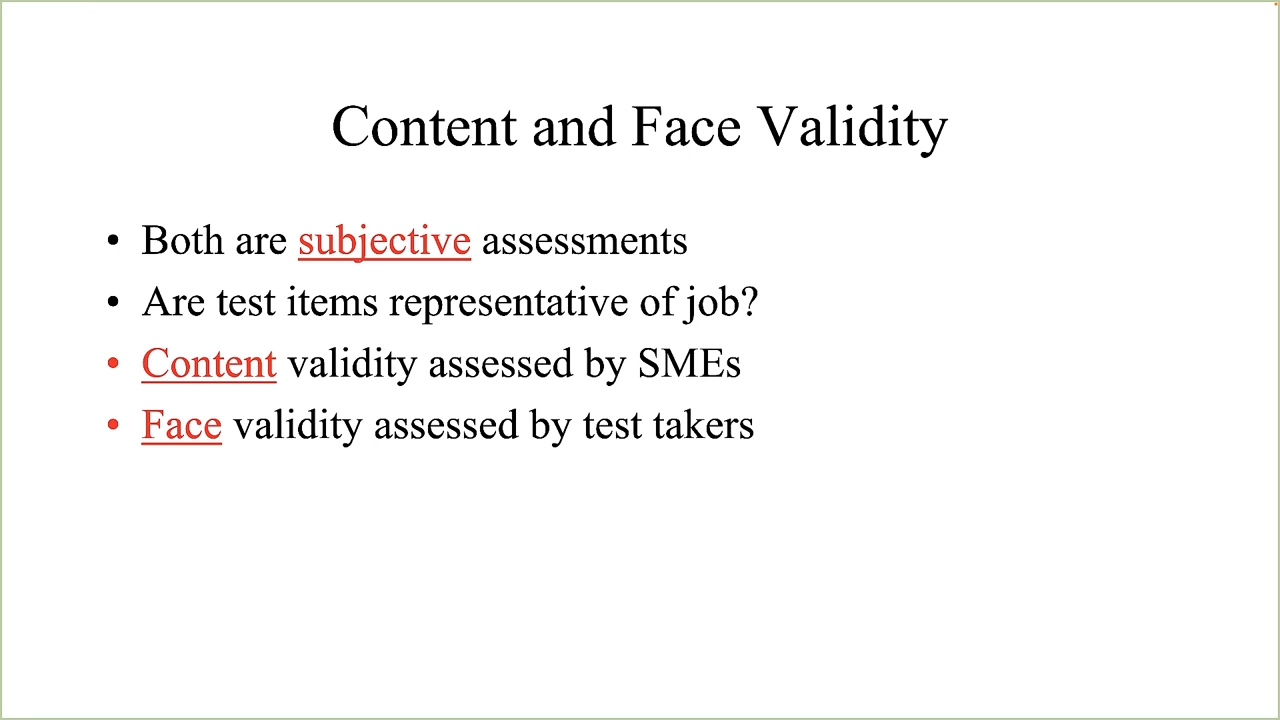 Content and Face Validity
• Both are subjective assessments
• Are test items representative of job?
• Content validity assessed by SMEs
• Face validity assessed by test takers